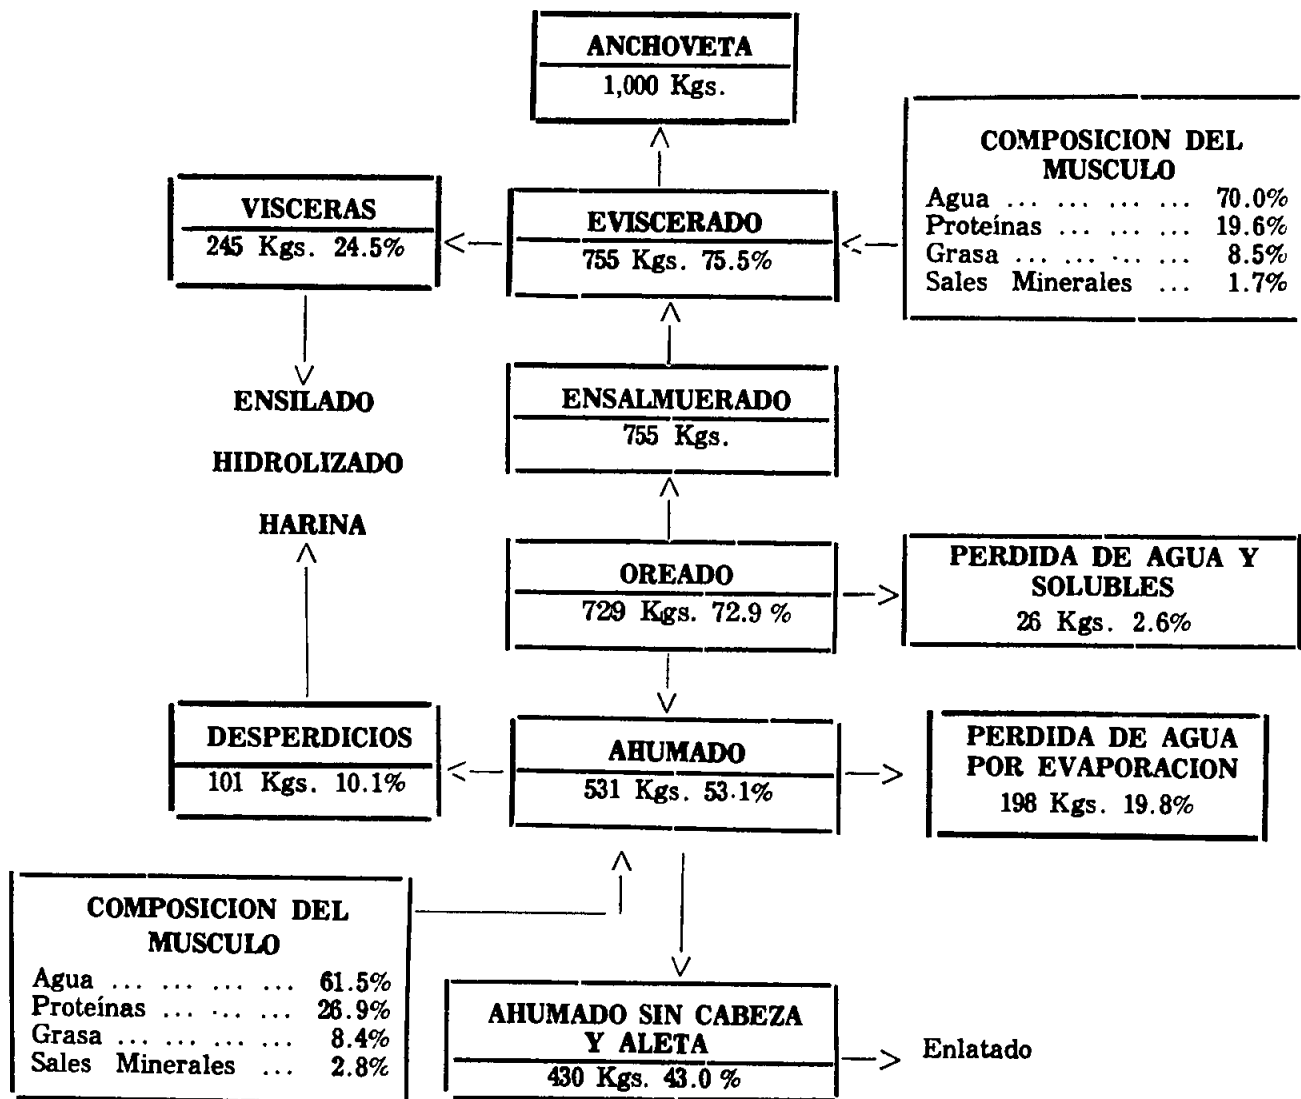 ANCHOVETA
1,000 Kgs.
COMPOSICION DEL
MUSCULO
Agua ... ... ... ... 70.0%
Proteínas ... ... ... 19.6%
Grasa ... ... ... ... 8.5%
Sales Minerales ... 1.7%
VISCERAS
245 Kgs. 24.5%
EVISCERADO
755 Kgs. 75.5%
ENSILADO
HIDROLIZADO
HARINA
ENSALMUERADO
755 Kgs.
OREADO
729 Kgs. 72.9 %
PERDIDA DE AGUA Y
SOLUBLES
26 Kgs. 2.6%
DESPERDICIOS
101 Kgs. 10.1%
AHUMADO
531 Kgs. 53.1%
PERDIDA DE AGUA
POR EVAPORACION
198 Kgs. 19.8%
COMPOSICION DEL
MUSCULO
Agua ... ... ... ... 61.5%
Proteínas ... ... ... 26.9%
Grasa ... ... ... ... 8.4%
Sales Minerales ... 2.8%
AHUMADO SIN CABEZA
Y ALETA
430 Kgs. 43.0 %
Enlatado